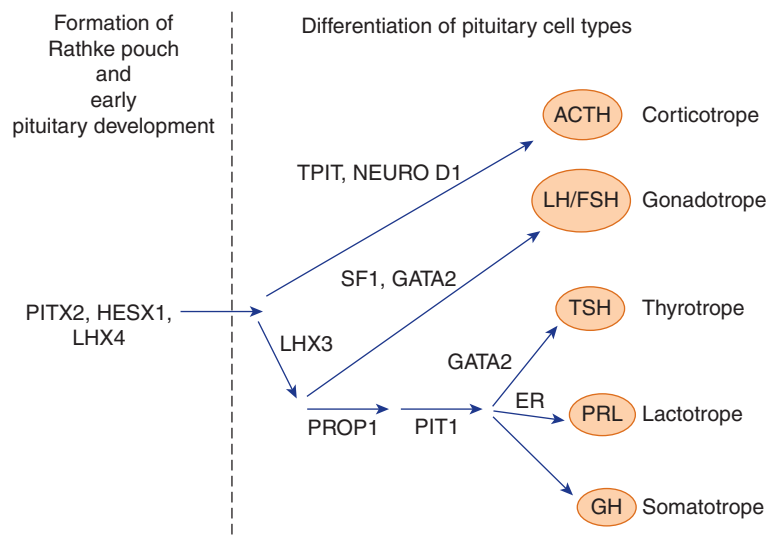 Formation of
Rathke pouch
and
early
pituitary development
Differentiation of pituitary cell types
ACTH Corticotrope
TPIT, NEURO D1
LH/FSH Gonadotrope
SF1, GATA2
PITX2, HESX1,
LHX4
TSH Thyrotrope
LHX3
GATA2
ER
PRL Lactotrope
PROP1
PIT1
GH Somatotrope